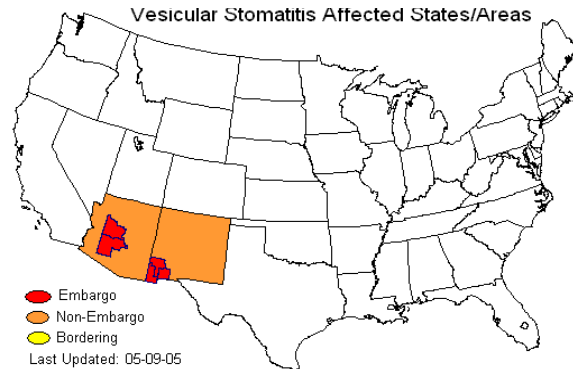 Vesicular Stomatitis Affected States/Areas
Embargo
Non-Embargo
Bordering
Last Updated: 05-09-05